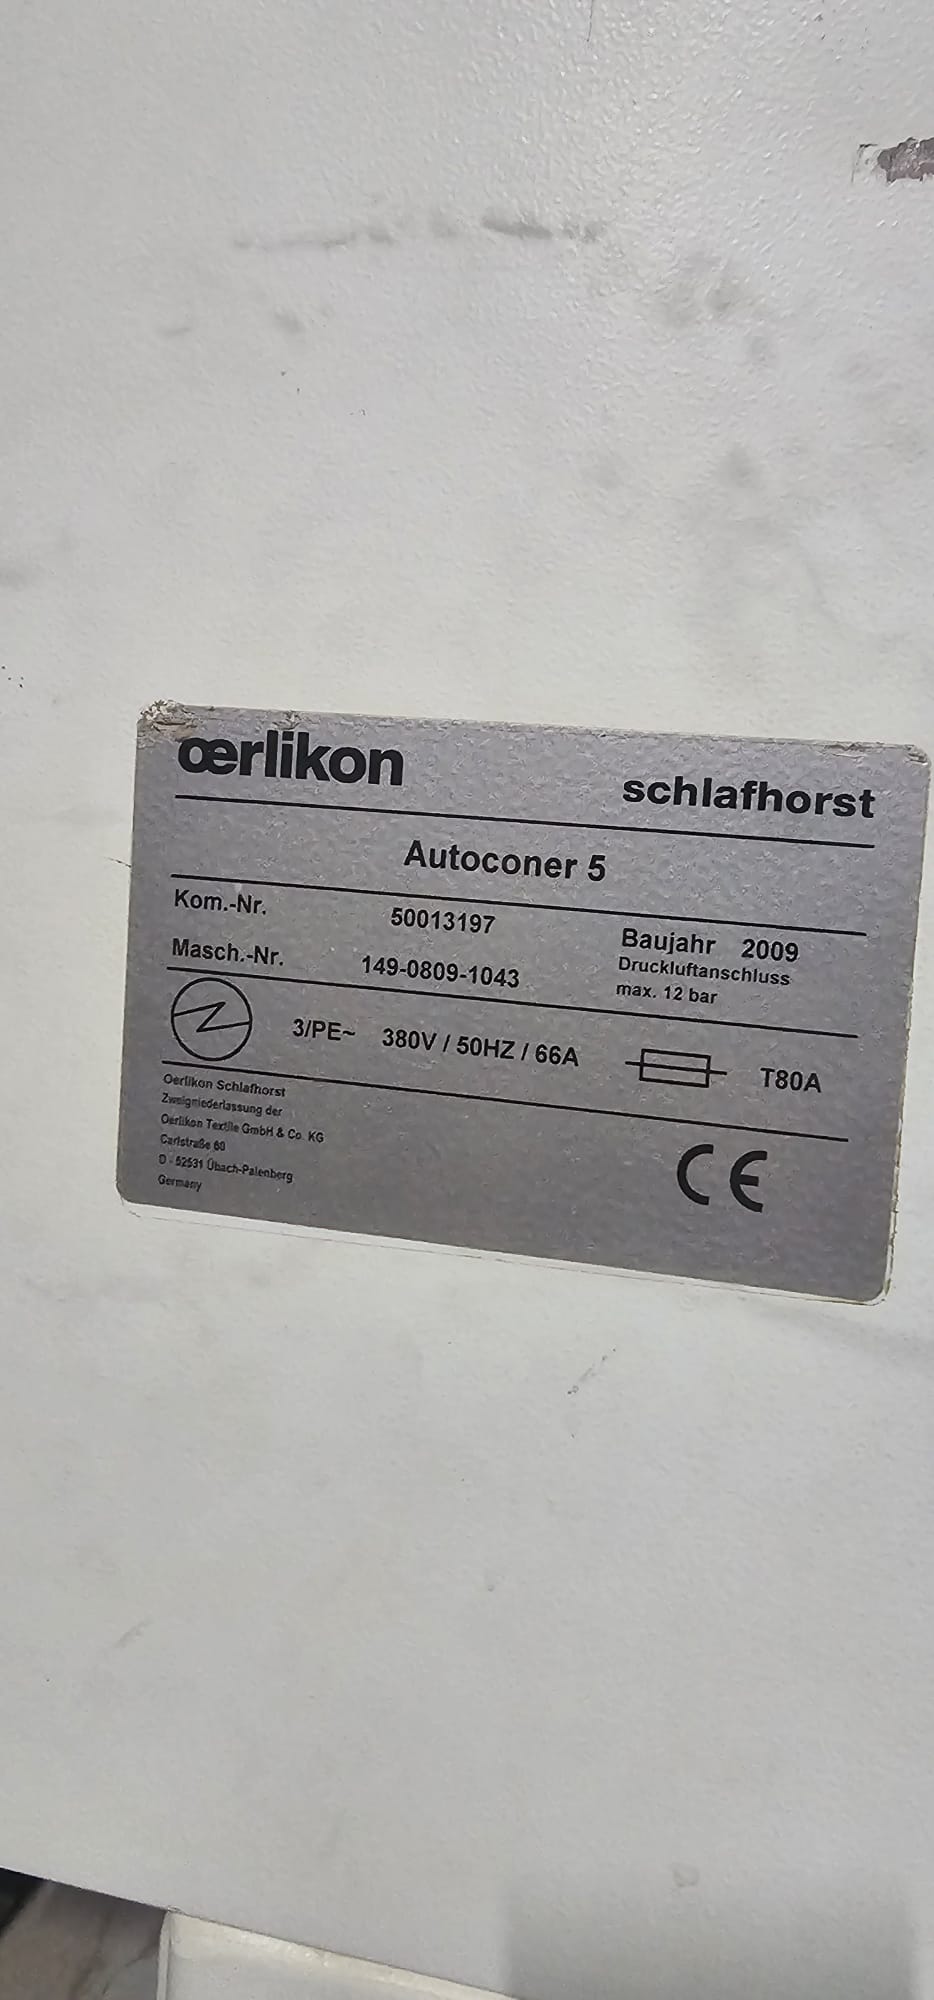 œrlikon
schlafhorst
Autoconer 5
Kom.-Nr. 50013197 Baujahr 2009
Masch.-Nr. 149-0809-1043 Druckluftanschluss
max. 12 bar
3/PE~ 380V / 50HZ / 66A T80A
Oerlikon Schlafhorst
Zweigniederlassung der
Oerlikon Textile GmbH & Co. KG
Carlstraße 60
D - 52531 Übach-Palenberg
Germany
CE